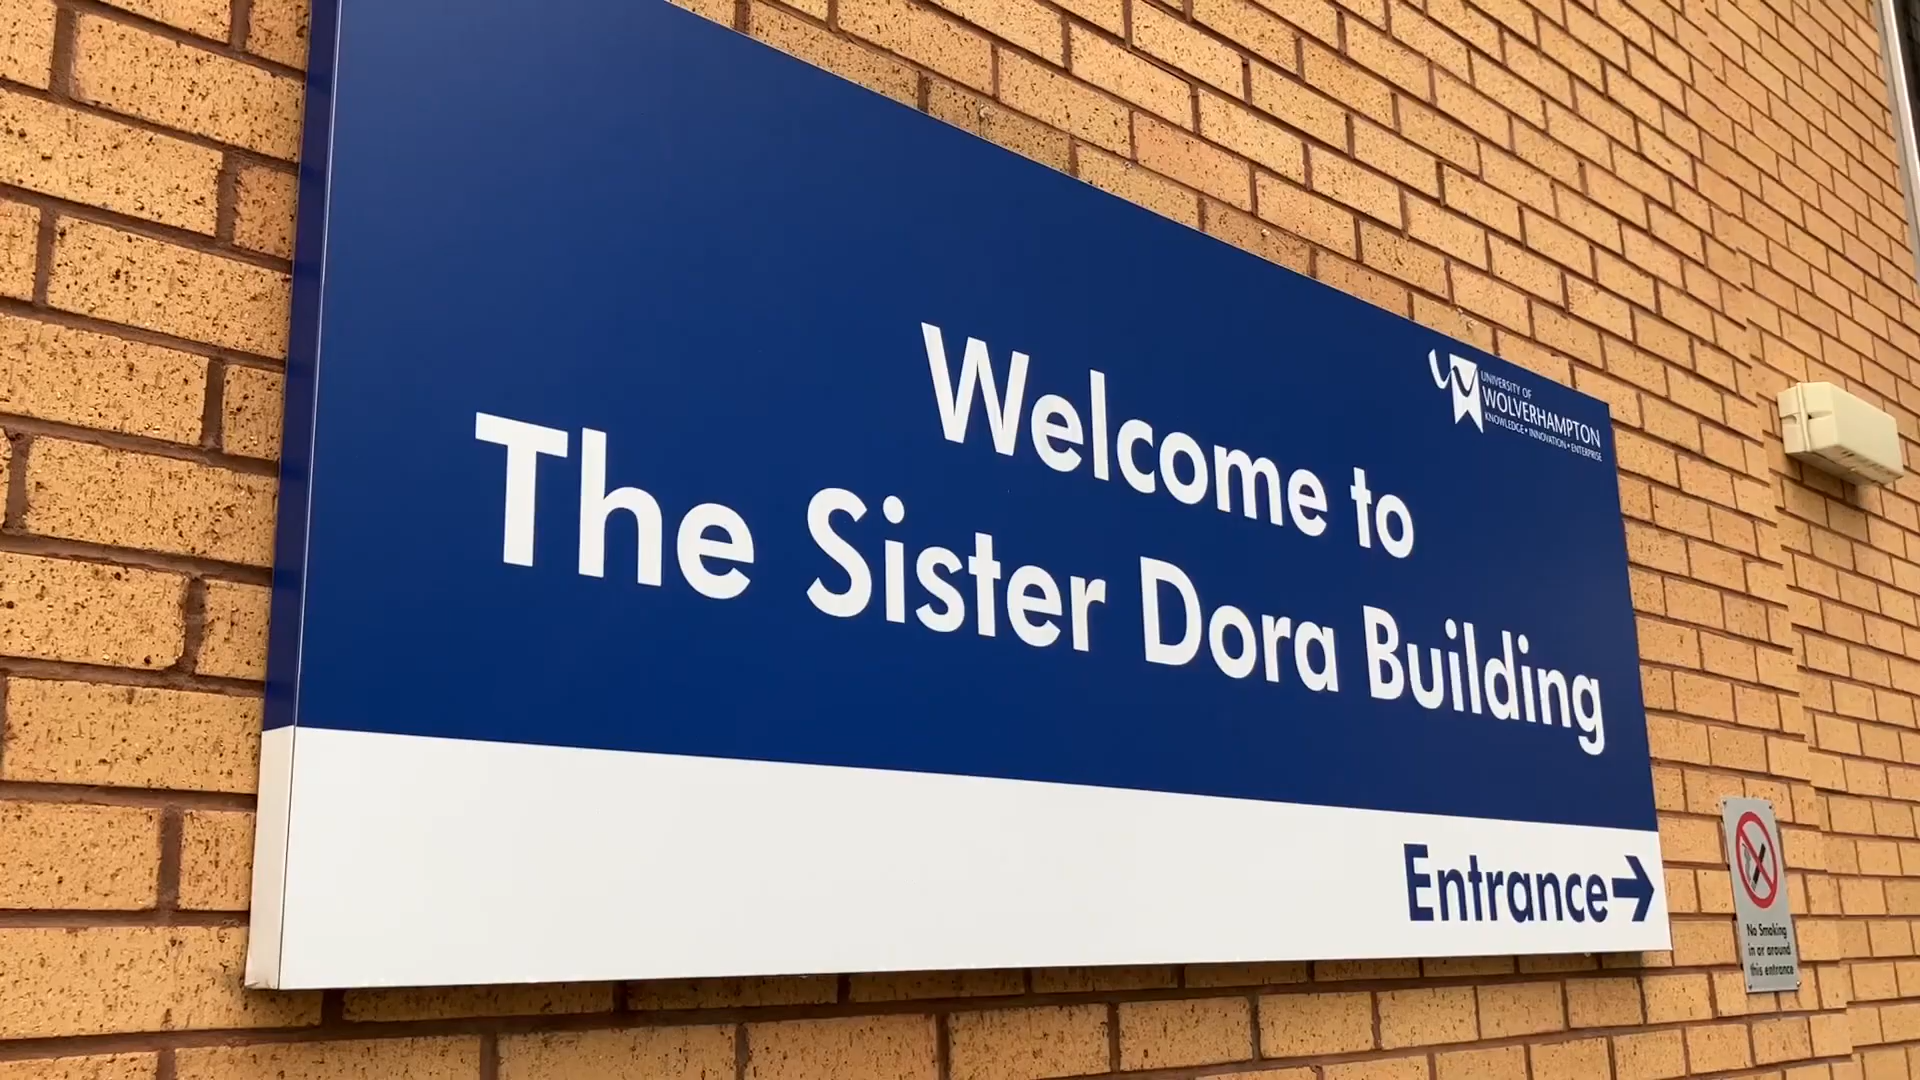 Welcome to
The Sister Dora Building
UNIVERSITY OF
WOLVERHAMPTON
KNOWLEDGE • INNOVATION • ENTERPRISE
Entrance→
No Smoking
in or around
this entrance